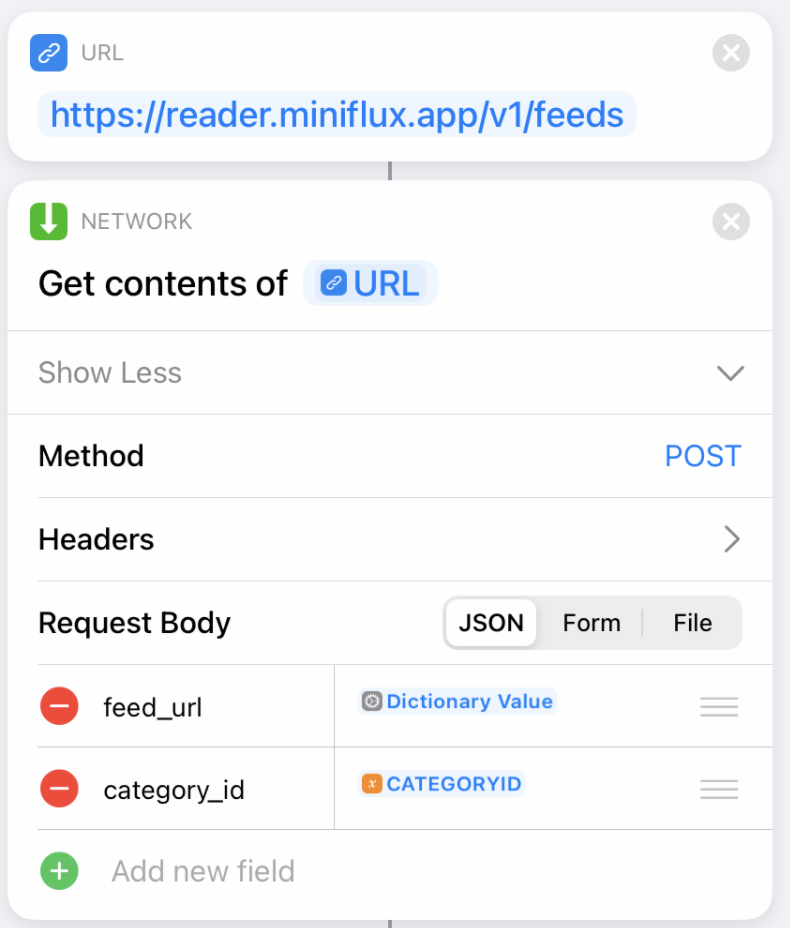 URL
https://reader.miniflux.app/v1/feeds
NETWORK
Get contents of URL
Show Less
Method POST
Headers
Request Body JSON Form File
feed_url Dictionary Value
category_id x CATEGORYID
Add new field